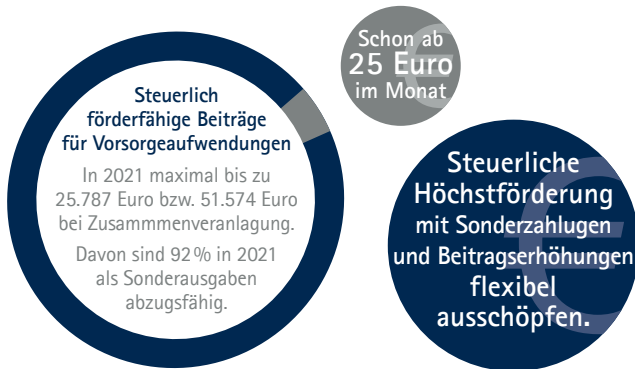 Steuerlich
förderfähige Beiträge
für Vorsorgeaufwendungen
In 2021 maximal bis zu
25.787 Euro bzw. 51.574 Euro
bei Zusammmenveranlagung.
Davon sind 92 % in 2021
als Sonderausgaben
abzugsfähig.
Schon ab
25 Euro
im Monat
Steuerliche
Höchstförderung
mit Sonderzahlugen
und Beitragserhöhungen
flexibel
ausschöpfen.